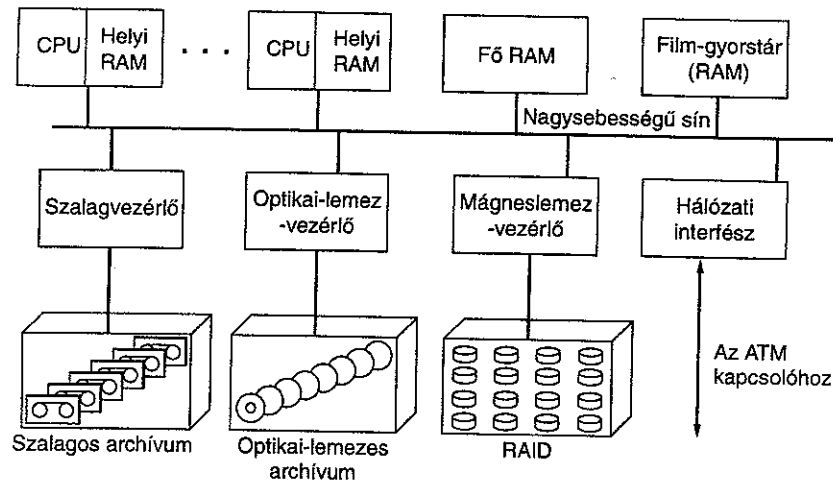 CPU
Helyi
RAM
. . .
CPU
Helyi
RAM
Fő RAM
Film-gyorstár
(RAM)
Nagysebességű sín
Szalagvezérlő
Optikai-lemez
-vezérlő
Mágneslemez
-vezérlő
Hálózati
interfész
Az ATM
kapcsolóhoz
Szalagos archívum
Optikai-lemezes
archívum
RAID